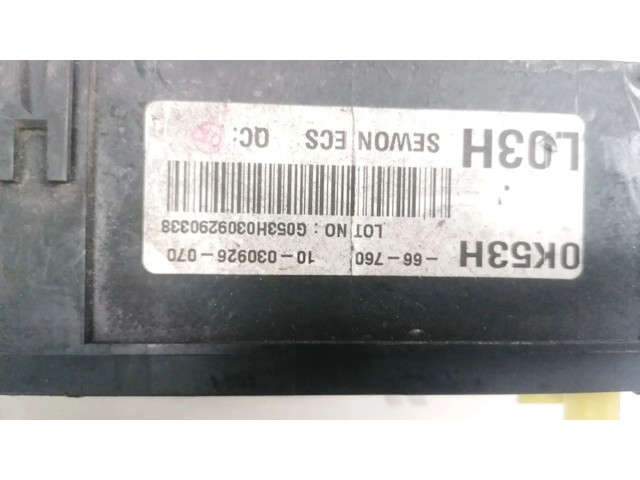 0K53H -66-760 10-030926-070
LOT NO : G053H0309290338
L03H SEWON ECS QC: